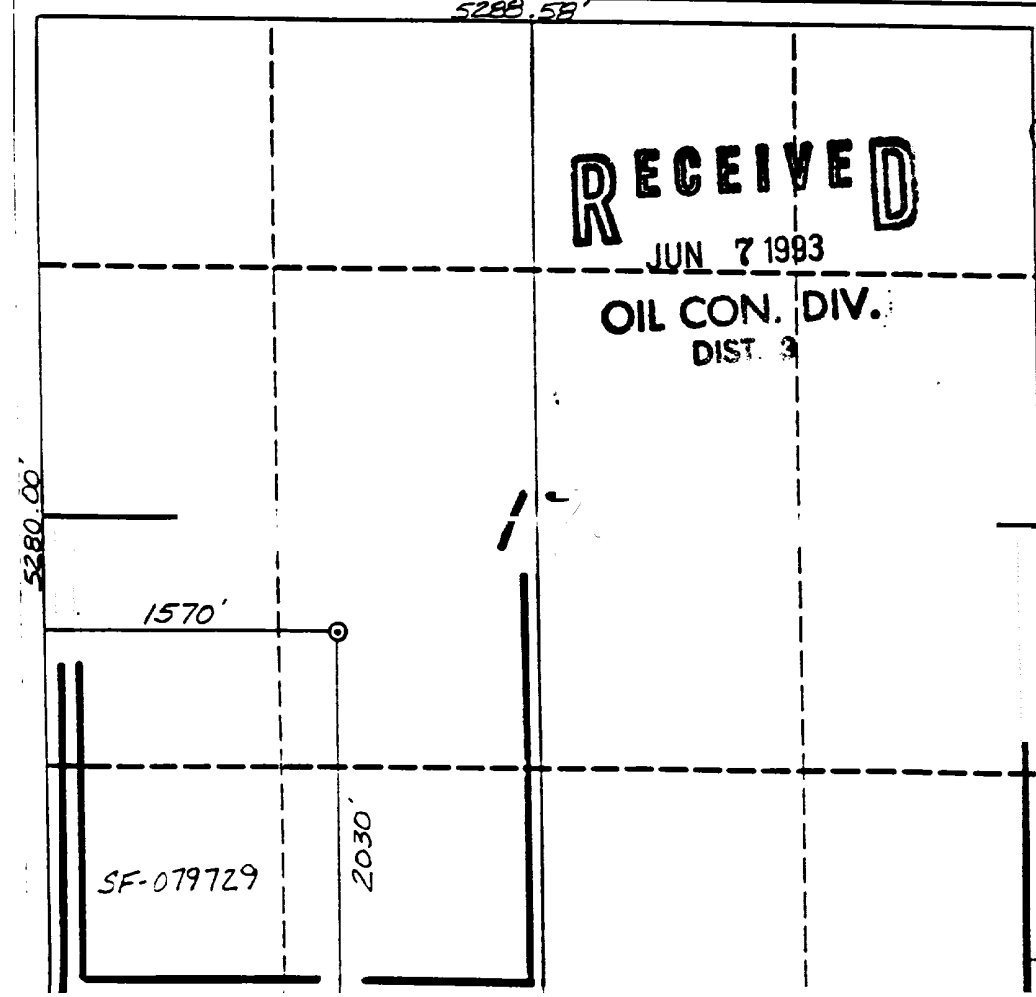 5288.58'
RECEIVED
JUN 7 1993
OIL CON. DIV.
DIST. 3
5280.00'
1570'
2030'
SF-079729